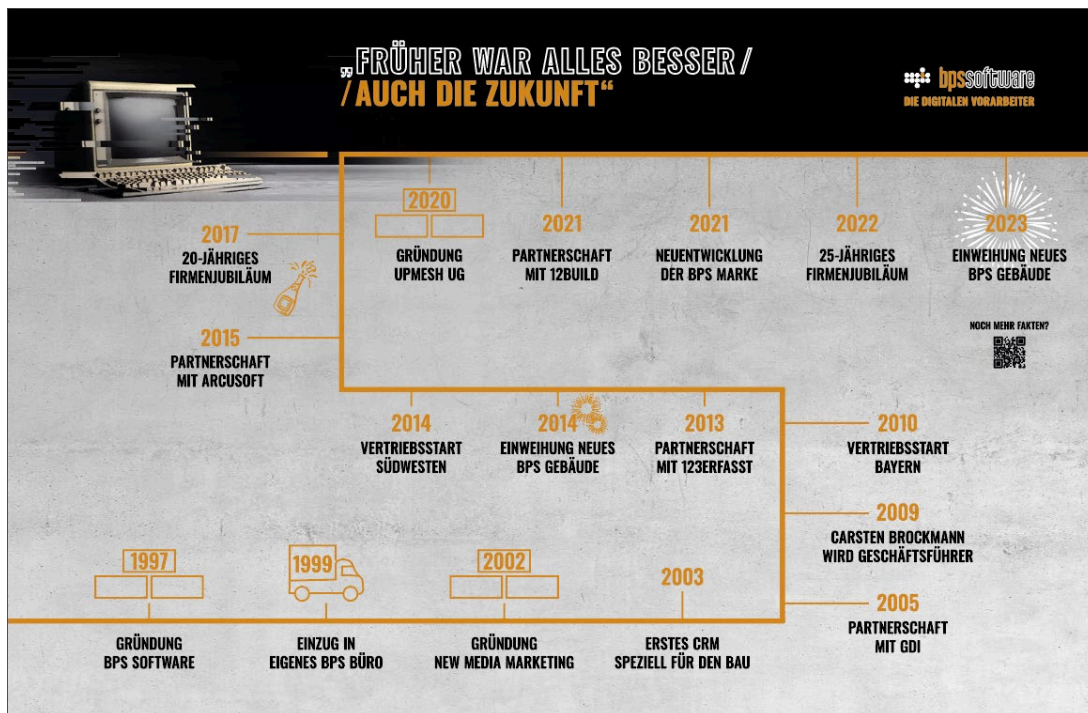 „FRÜHER WAR ALLES BESSER /
/ AUCH DIE ZUKUNFT“
bpssoftware
DIE DIGITALEN VORARBEITER
2017
20-JÄHRIGES
FIRMENJUBILÄUM
2020
GRÜNDUNG
UPMESH UG
2021
PARTNERSCHAFT
MIT 12BUILD
2021
NEUENTWICKLUNG
DER BPS MARKE
2022
25-JÄHRIGES
FIRMENJUBILÄUM
2023
EINWEIHUNG NEUES
BPS GEBÄUDE
NOCH MEHR FAKTEN?
2015
PARTNERSCHAFT
MIT ARCUSOFT
2014
VERTRIEBSSTART
SÜDWESTEN
2014
EINWEIHUNG NEUES
BPS GEBÄUDE
2013
PARTNERSCHAFT
MIT 123ERFASST
2010
VERTRIEBSSTART
BAYERN
2009
CARSTEN BROCKMANN
WIRD GESCHÄFTSFÜHRER
2005
PARTNERSCHAFT
MIT GDI
1997
GRÜNDUNG
BPS SOFTWARE
1999
EINZUG IN
EIGENES BPS BÜRO
2002
GRÜNDUNG
NEW MEDIA MARKETING
2003
ERSTES CRM
SPEZIELL FÜR DEN BAU